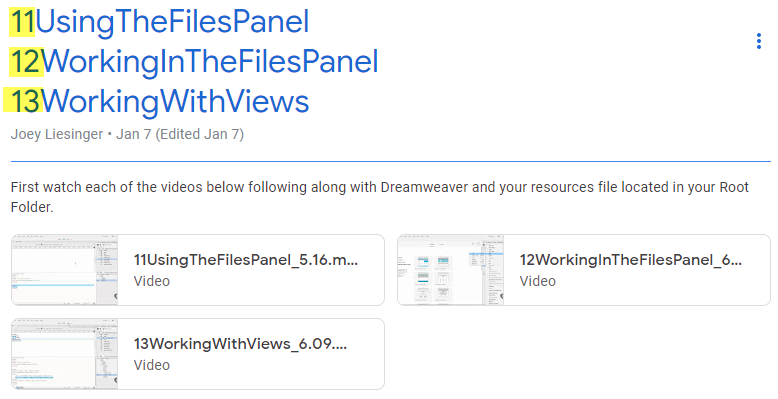 11UsingTheFilesPanel
12WorkingInTheFilesPanel
13WorkingWithViews
Joey Liesinger • Jan 7 (Edited Jan 7)
First watch each of the videos below following along with Dreamweaver and your resources file located in your Root
Folder.
11UsingTheFilesPanel_5.16.m...
Video
12WorkingInTheFilesPanel_6...
Video
13WorkingWithViews_6.09....
Video